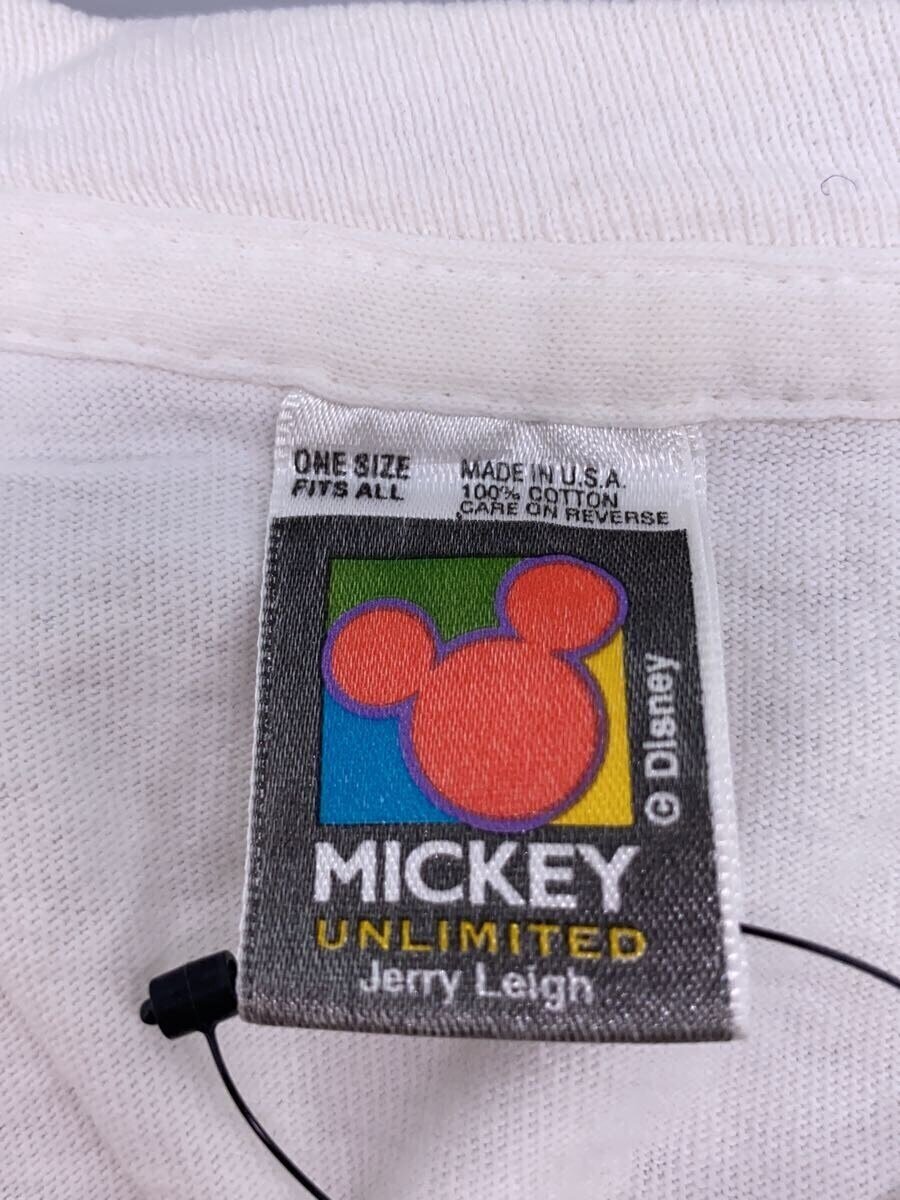 ONE SIZE
FITS ALL
MADE IN U.S.A.
100% COTTON
CARE ON REVERSE
© Disney
MICKEY
UNLIMITED
Jerry Leigh